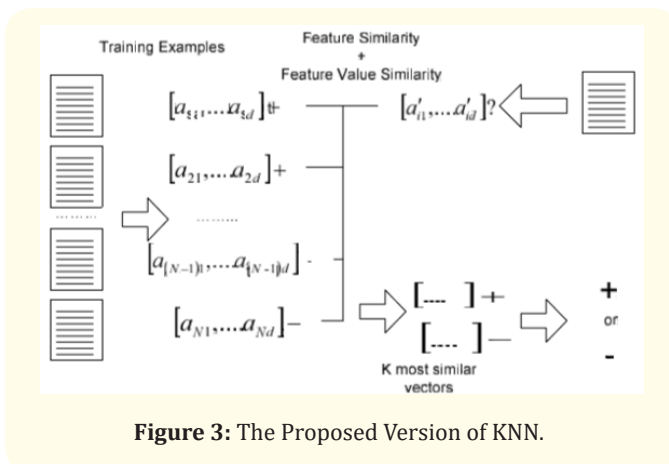 Training Examples
Feature Similarity
+
Feature Value Similarity
[a₁₁,....a₁d]+
[a'ᵢ₁,....a'ᵢd]?
[a₂₁,....a₂d]+
.........
.........
[a₍N₋₁₎₁,....a₍N₋₁₎d] -
[aN₁,....aNd]−
[.... ]+
[.... ]−
K most similar
vectors
+
or
-
Figure 3: The Proposed Version of KNN.